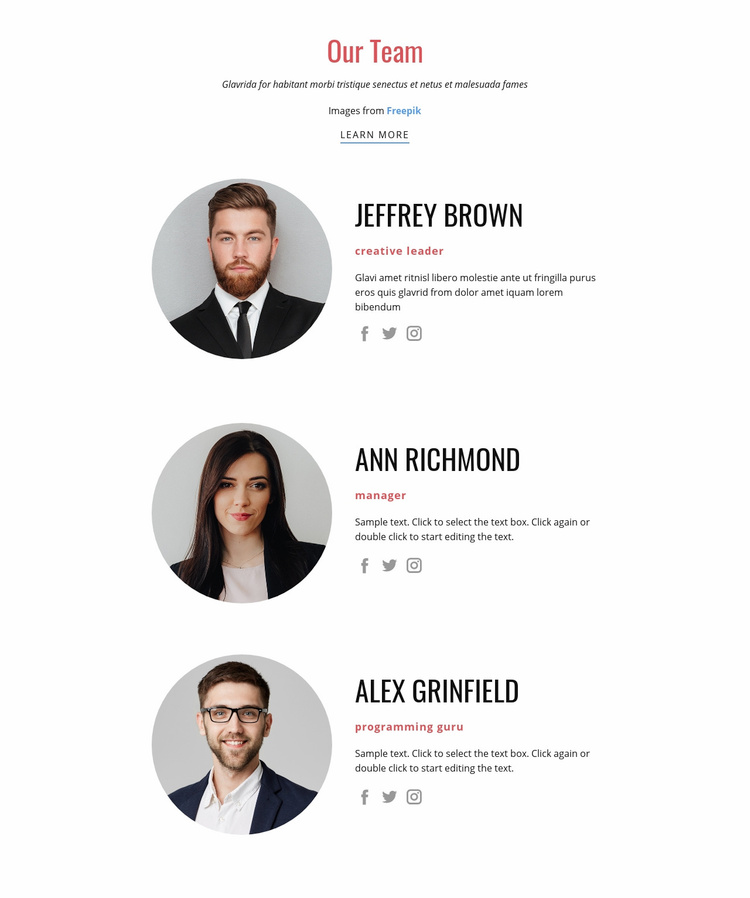 Our Team
Glavrida for habitant morbi tristique senectus et netus et malesuada fames
Images from Freepik
LEARN MORE
JEFFREY BROWN
creative leader
Glavi amet ritnisl libero molestie ante ut fringilla purus
eros quis glavrid from dolor amet iquam lorem
bibendum
ANN RICHMOND
manager
Sample text. Click to select the text box. Click again or
double click to start editing the text.
ALEX GRINFIELD
programming guru
Sample text. Click to select the text box. Click again or
double click to start editing the text.